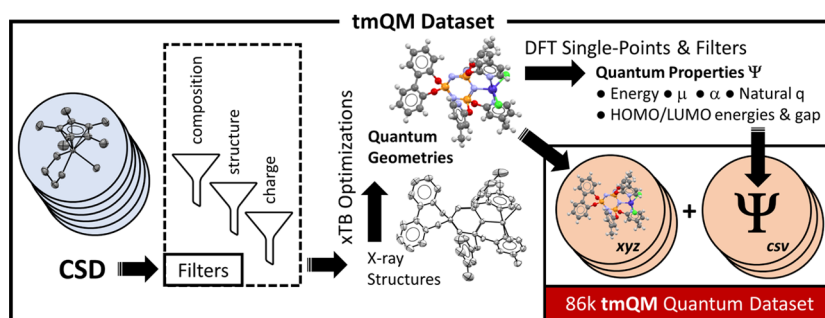 tmQM Dataset
CSD
composition
structure
charge
Filters
X-ray
Structures
xTB Optimizations
Quantum
Geometries
DFT Single-Points & Filters
Quantum Properties Ψ
● Energy ● μ ● α ● Natural q
● HOMO/LUMO energies & gap
xyz
+
Ψ
csv
86k tmQM Quantum Dataset